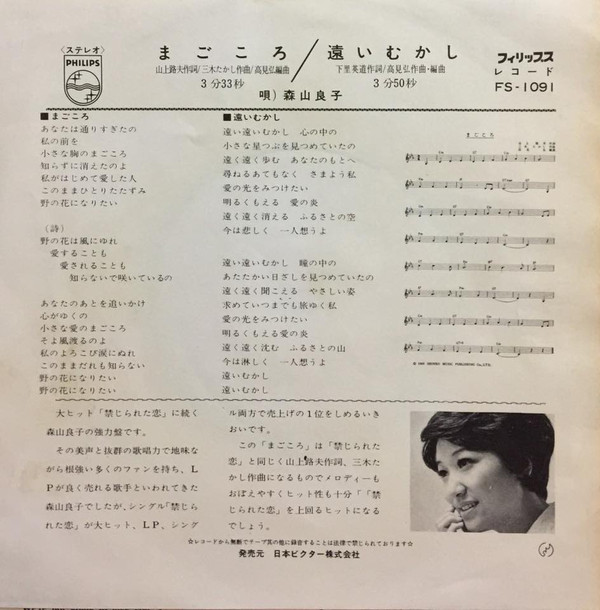 〈ステレオ〉
PHILIPS
まごころ/遠いむかし
山上路夫作詞/三木たかし作曲/高見弘編曲
下里英道作詞/高見弘作曲・編曲
3分33秒
3分50秒
唄)森山良子
フィリップス
レコード
FS-1091
■まごころ
あなたは通りすぎたの
私の前を
小さな胸のまごころ
知らずに消えたのよ
私がはじめて愛した人
このままひとりたたずみ
野の花になりたい
(詩)
野の花は風にゆれ
愛することも
愛されることも
知らないで咲いているの
あなたのあとを追いかけ
心がゆくの
小さな愛のまごころ
そよ風渡るのよ
私のよろこび涙にぬれ
このままだれも知らない
野の花になりたい
野の花になりたい
■遠いむかし
遠い遠いむかし 心の中の
小さな星つぶを見つめていたの
遠く遠く歩む あなたのもとへ
尋ねるあてもなく さまよう私
愛の光をみつけたい
明るくもえる 愛の炎
遠く遠く消える ふるさとの空
今は悲しく 一人想うよ
遠い遠いむかし 瞳の中の
あたたかい日ざしを見つめていたの
遠く遠く聞こえる やさしい姿
求めていつまでも旅ゆく私
愛の光をみつけたい
明るくもえる愛の炎
遠く遠く沈む ふるさとの山
今は淋しく 一人想うよ
遠いむかし
遠いむかし
まごころ
大ヒット「禁じられた恋」に続く
森山良子の強力盤です。
その美声と抜群の歌唱力で地味な
がら根強い多くのファンを持ち、L
Pが良く売れる歌手といわれてきた
森山良子でしたが、シングル「禁じら
れた恋」が大ヒット、LP、シング
ル両方で売上げの1位をしめるいき
おいです。
この「まごころ」は「禁じられた
恋」と同じく山上路夫作詞、三木た
かし作曲になるものでメロディーも
おぼえやすくヒット性も十分「「禁
じられた恋」を上回るヒットになる
でしょう。
☆レコードから無断でテープ其の他に録音することは法律で禁じられております☆
発売元 日本ビクター株式会社